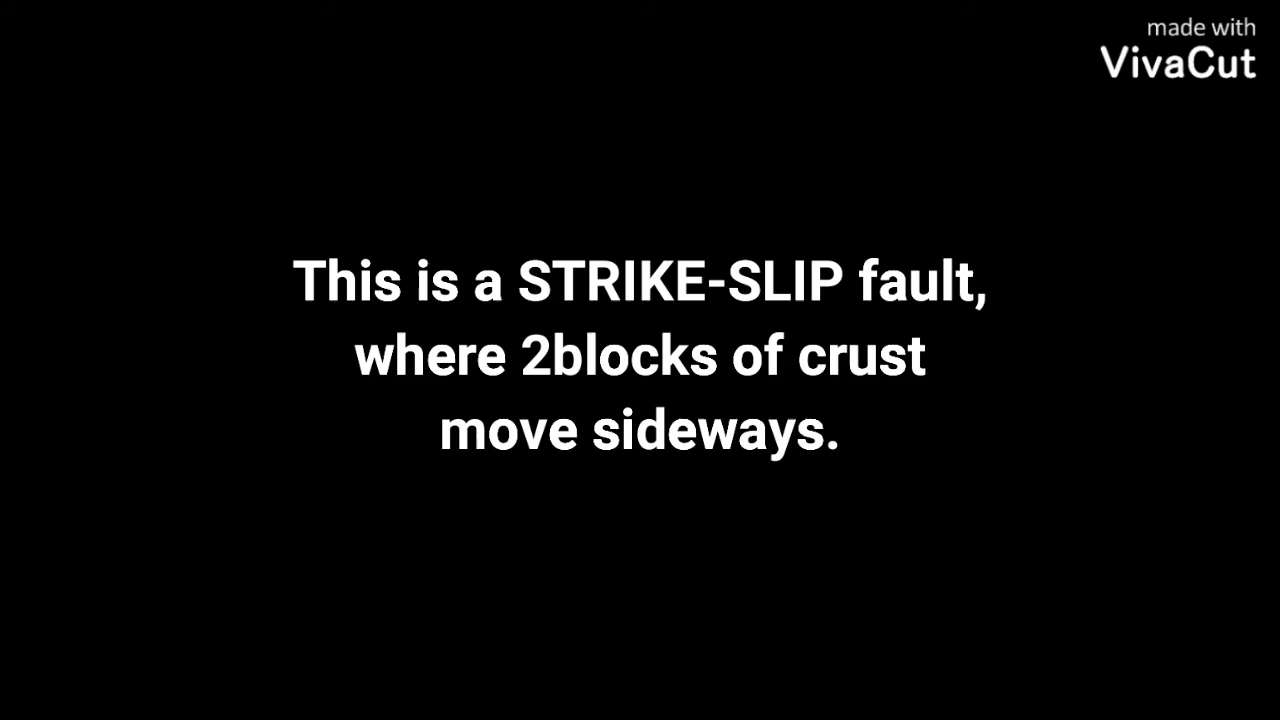 made with
VivaCut
This is a STRIKE-SLIP fault,
where 2blocks of crust
move sideways.